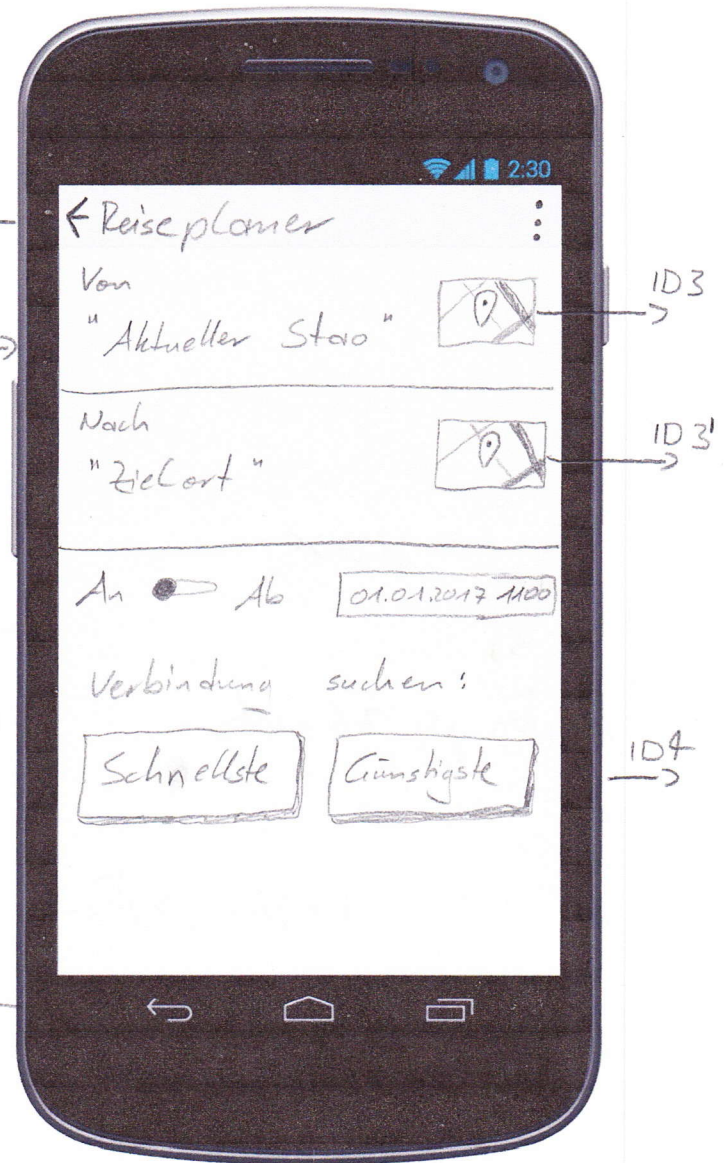 2:30
Reiseplaner
Von
"Aktueller Stao"
ID3
Nach
"Zielort"
ID3'
An Ab 01.01.2017 1100
Verbindung suchen:
Schnellste Günstigste
ID4